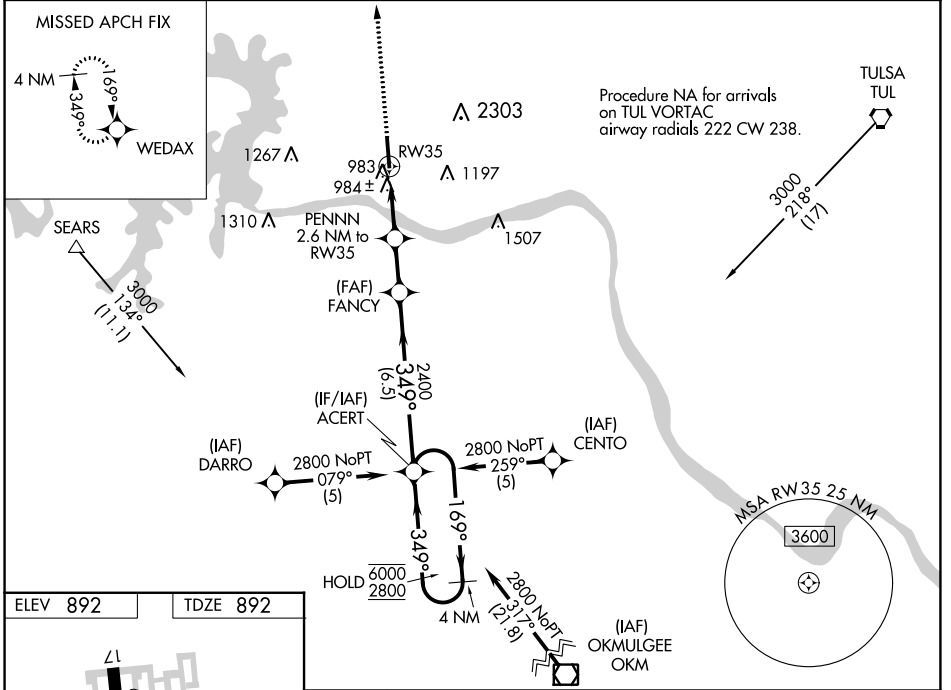 MISSED APCH FIX
4 NM
169°
349°
WEDAX
2303
Procedure NA for arrivals
on TUL VORTAC
airway radials 222 CW 238.
TULSA
TUL
3000
218°
(17)
1267
983
RW35
984±
1197
1310
PENNN
2.6 NM to
RW35
1507
SEARS
3000
134°
(11.1)
(FAF)
FANCY
2400
349°
(6.5)
(IF/IAF)
ACERT
(IAF)
DARRO
2800 NoPT
079°
(5)
2800 NoPT
259°
(5)
(IAF)
CENTO
169°
349°
HOLD
6000
2800
4 NM
2800 NoPT
317°
(21.8)
(IAF)
OKMULGEE
OKM
MSA RW35 25 NM
3600
ELEV 892
TDZE 892
17